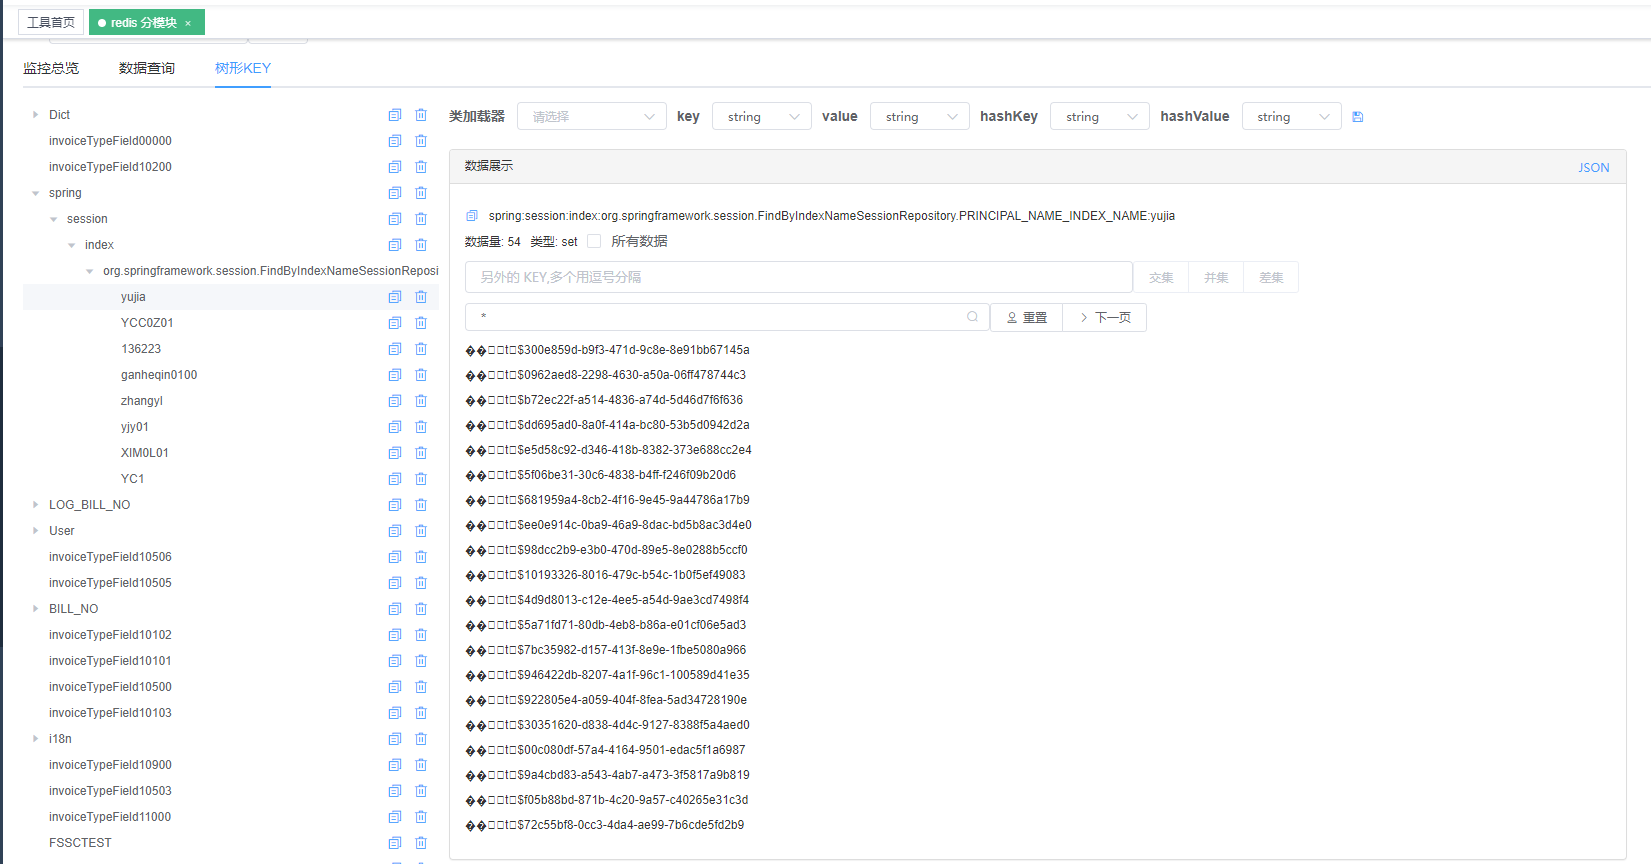 工具首页 redis 分模块 ×
监控总览 数据查询 树形KEY
Dict
invoiceTypeField00000
invoiceTypeField10200
spring
session
index
org.springframework.session.FindByIndexNameSessionReposi
yujia
YCC0Z01
136223
ganheqin0100
zhangyl
yjy01
XIM0L01
YC1
LOG_BILL_NO
User
invoiceTypeField10506
invoiceTypeField10505
BILL_NO
invoiceTypeField10102
invoiceTypeField10101
invoiceTypeField10500
invoiceTypeField10103
i18n
invoiceTypeField10900
invoiceTypeField10503
invoiceTypeField11000
FSSCTEST
类加载器 请选择 key string value string hashKey string hashValue string
数据展示 JSON
spring:session:index:org.springframework.session.FindByIndexNameSessionRepository.PRINCIPAL_NAME_INDEX_NAME:yujia
数据量: 54 类型: set 所有数据
另外的 KEY,多个用逗号分隔 交集 并集 差集
* 重置 下一页
��□□t□$300e859d-b9f3-471d-9c8e-8e91bb67145a
��□□t□$0962aed8-2298-4630-a50a-06ff478744c3
��□□t□$b72ec22f-a514-4836-a74d-5d46d7f6f636
��□□t□$dd695ad0-8a0f-414a-bc80-53b5d0942d2a
��□□t□$e5d58c92-d346-418b-8382-373e688cc2e4
��□□t□$5f06be31-30c6-4838-b4ff-f246f09b20d6
��□□t□$681959a4-8cb2-4f16-9e45-9a44786a17b9
��□□t□$ee0e914c-0ba9-46a9-8dac-bd5b8ac3d4e0
��□□t□$98dcc2b9-e3b0-470d-89e5-8e0288b5ccf0
��□□t□$10193326-8016-479c-b54c-1b0f5ef49083
��□□t□$4d9d8013-c12e-4ee5-a54d-9ae3cd7498f4
��□□t□$5a71fd71-80db-4eb8-b86a-e01cf06e5ad3
��□□t□$7bc35982-d157-413f-8e9e-1fbe5080a966
��□□t□$946422db-8207-4a1f-96c1-100589d41e35
��□□t□$922805e4-a059-404f-8fea-5ad34728190e
��□□t□$30351620-d838-4d4c-9127-8388f5a4aed0
��□□t□$00c080df-57a4-4164-9501-edac5f1a6987
��□□t□$9a4cbd83-a543-4ab7-a473-3f5817a9b819
��□□t□$f05b88bd-871b-4c20-9a57-c40265e31c3d
��□□t□$72c55bf8-0cc3-4da4-ae99-7b6cde5fd2b9